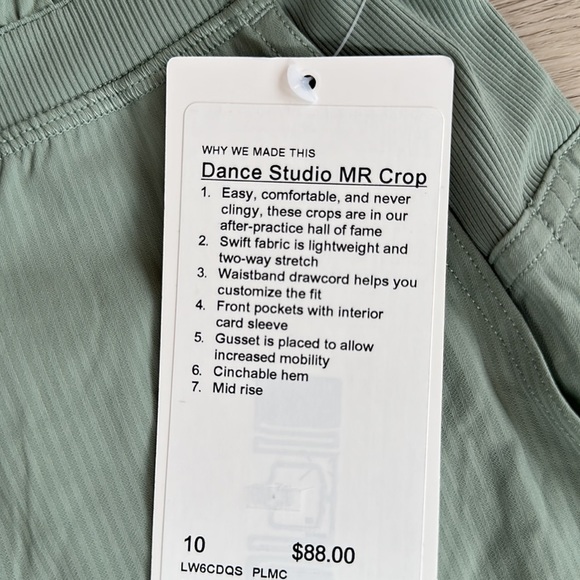 WHY WE MADE THIS
Dance Studio MR Crop
1. Easy, comfortable, and never
clingy, these crops are in our
after-practice hall of fame
2. Swift fabric is lightweight and
two-way stretch
3. Waistband drawcord helps you
customize the fit
4. Front pockets with interior
card sleeve
5. Gusset is placed to allow
increased mobility
6. Cinchable hem
7. Mid rise
10 $88.00
LW6CDQS PLMC